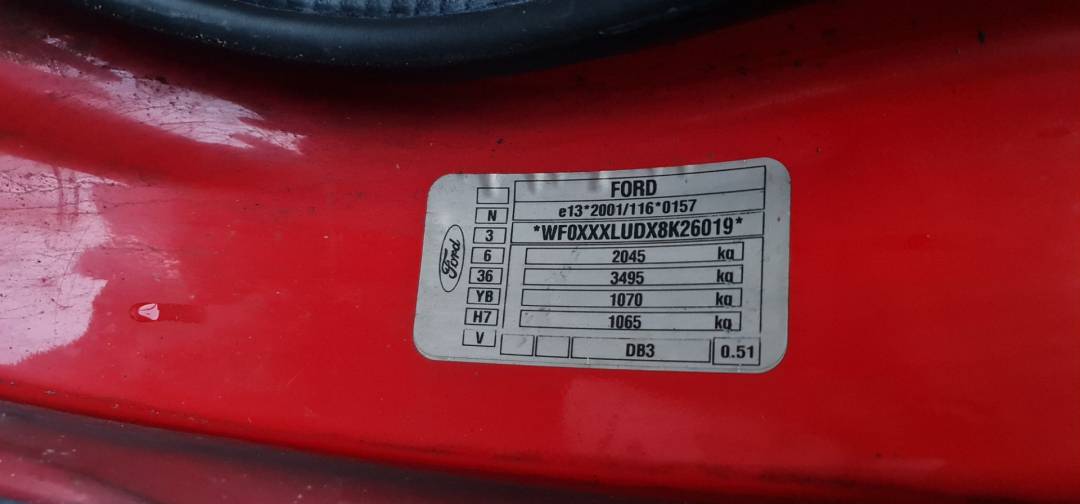 FORD
e13*2001/116*0157
*WF0XXXLUDX8K26019*
2045 kg
3495 kg
1070 kg
1065 kg
DB3 0.51
Ford
N
3
6
36
YB
H7
V